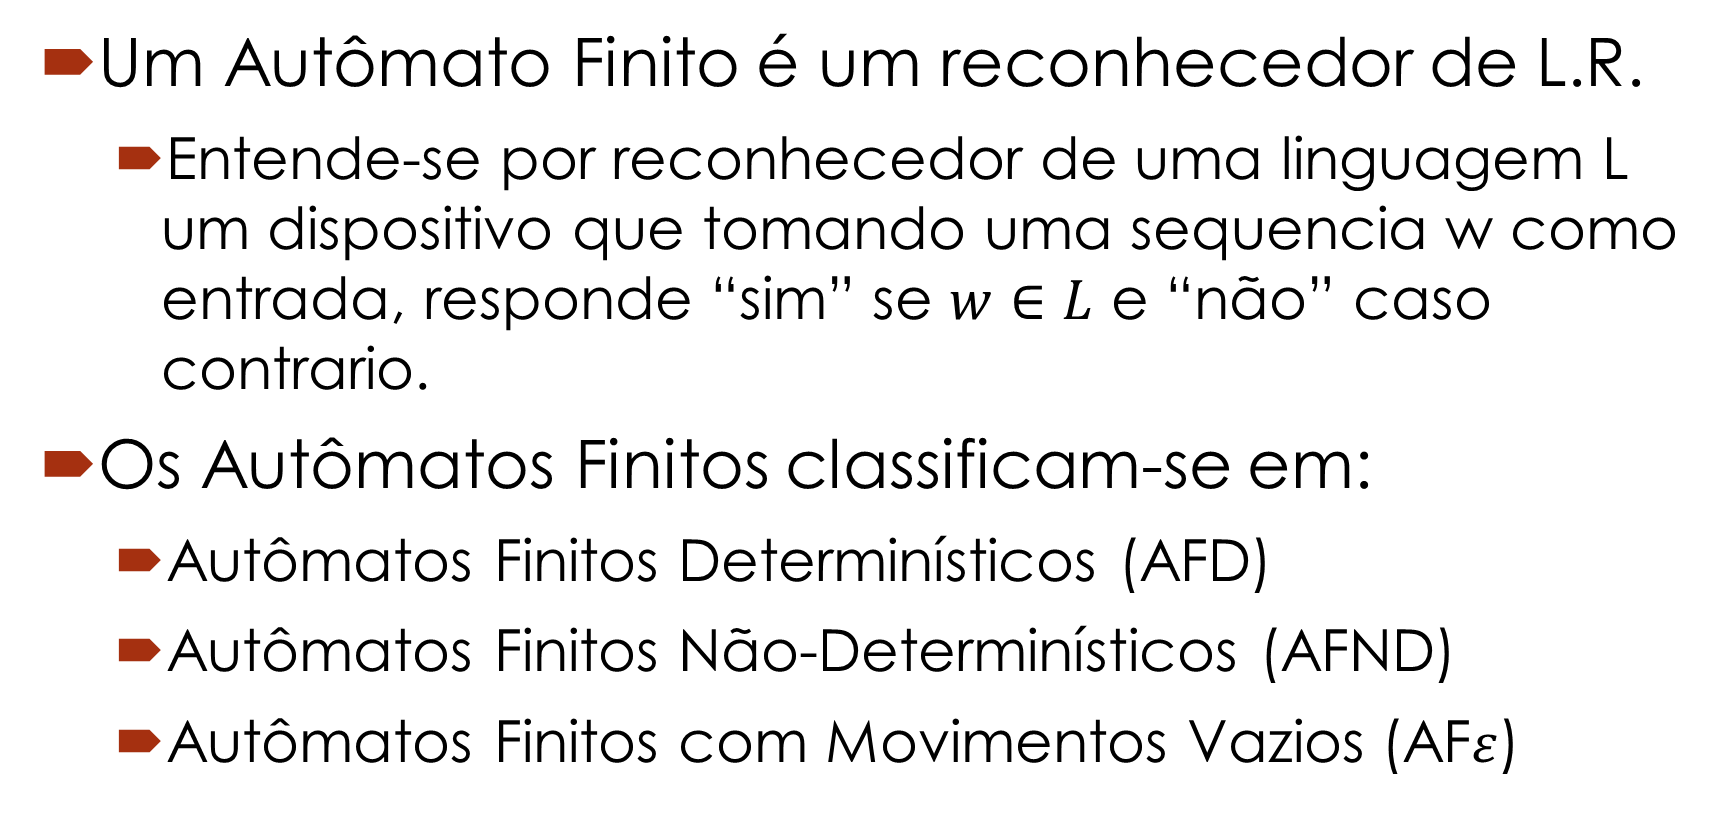 Um Autômato Finito é um reconhecedor de L.R.
Entende-se por reconhecedor de uma linguagem L
um dispositivo que tomando uma sequencia w como
entrada, responde “sim” se 𝑤 ∈ 𝐿 e “não” caso
contrario.
Os Autômatos Finitos classificam-se em:
Autômatos Finitos Determinísticos (AFD)
Autômatos Finitos Não-Determinísticos (AFND)
Autômatos Finitos com Movimentos Vazios (AF𝜀)